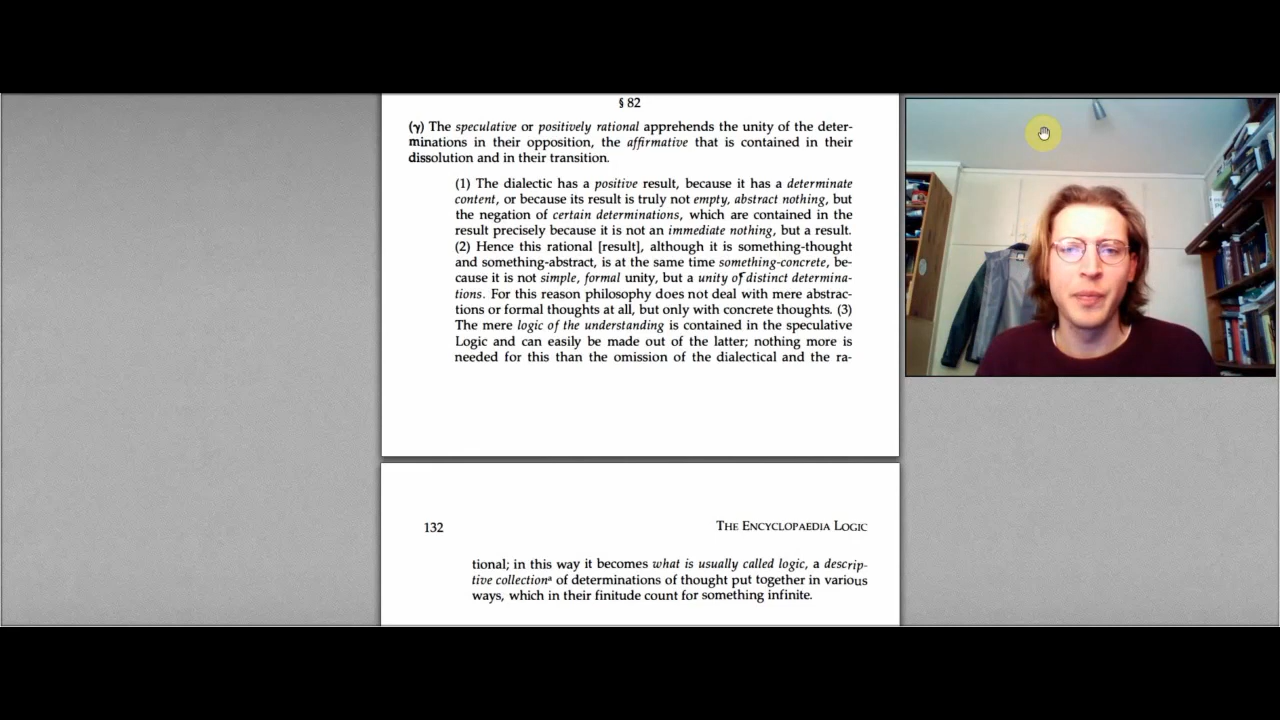 § 82
(γ) The speculative or positively rational apprehends the unity of the deter-
minations in their opposition, the affirmative that is contained in their
dissolution and in their transition.
(1) The dialectic has a positive result, because it has a determinate
content, or because its result is truly not empty, abstract nothing, but
the negation of certain determinations, which are contained in the
result precisely because it is not an immediate nothing, but a result.
(2) Hence this rational [result], although it is something-thought
and something-abstract, is at the same time something-concrete, be-
cause it is not simple, formal unity, but a unity of distinct determina-
tions. For this reason philosophy does not deal with mere abstrac-
tions or formal thoughts at all, but only with concrete thoughts. (3)
The mere logic of the understanding is contained in the speculative
Logic and can easily be made out of the latter; nothing more is
needed for this than the omission of the dialectical and the ra-
132
THE ENCYCLOPAEDIA LOGIC
tional; in this way it becomes what is usually called logic, a descrip-
tive collectionª of determinations of thought put together in various
ways, which in their finitude count for something infinite.